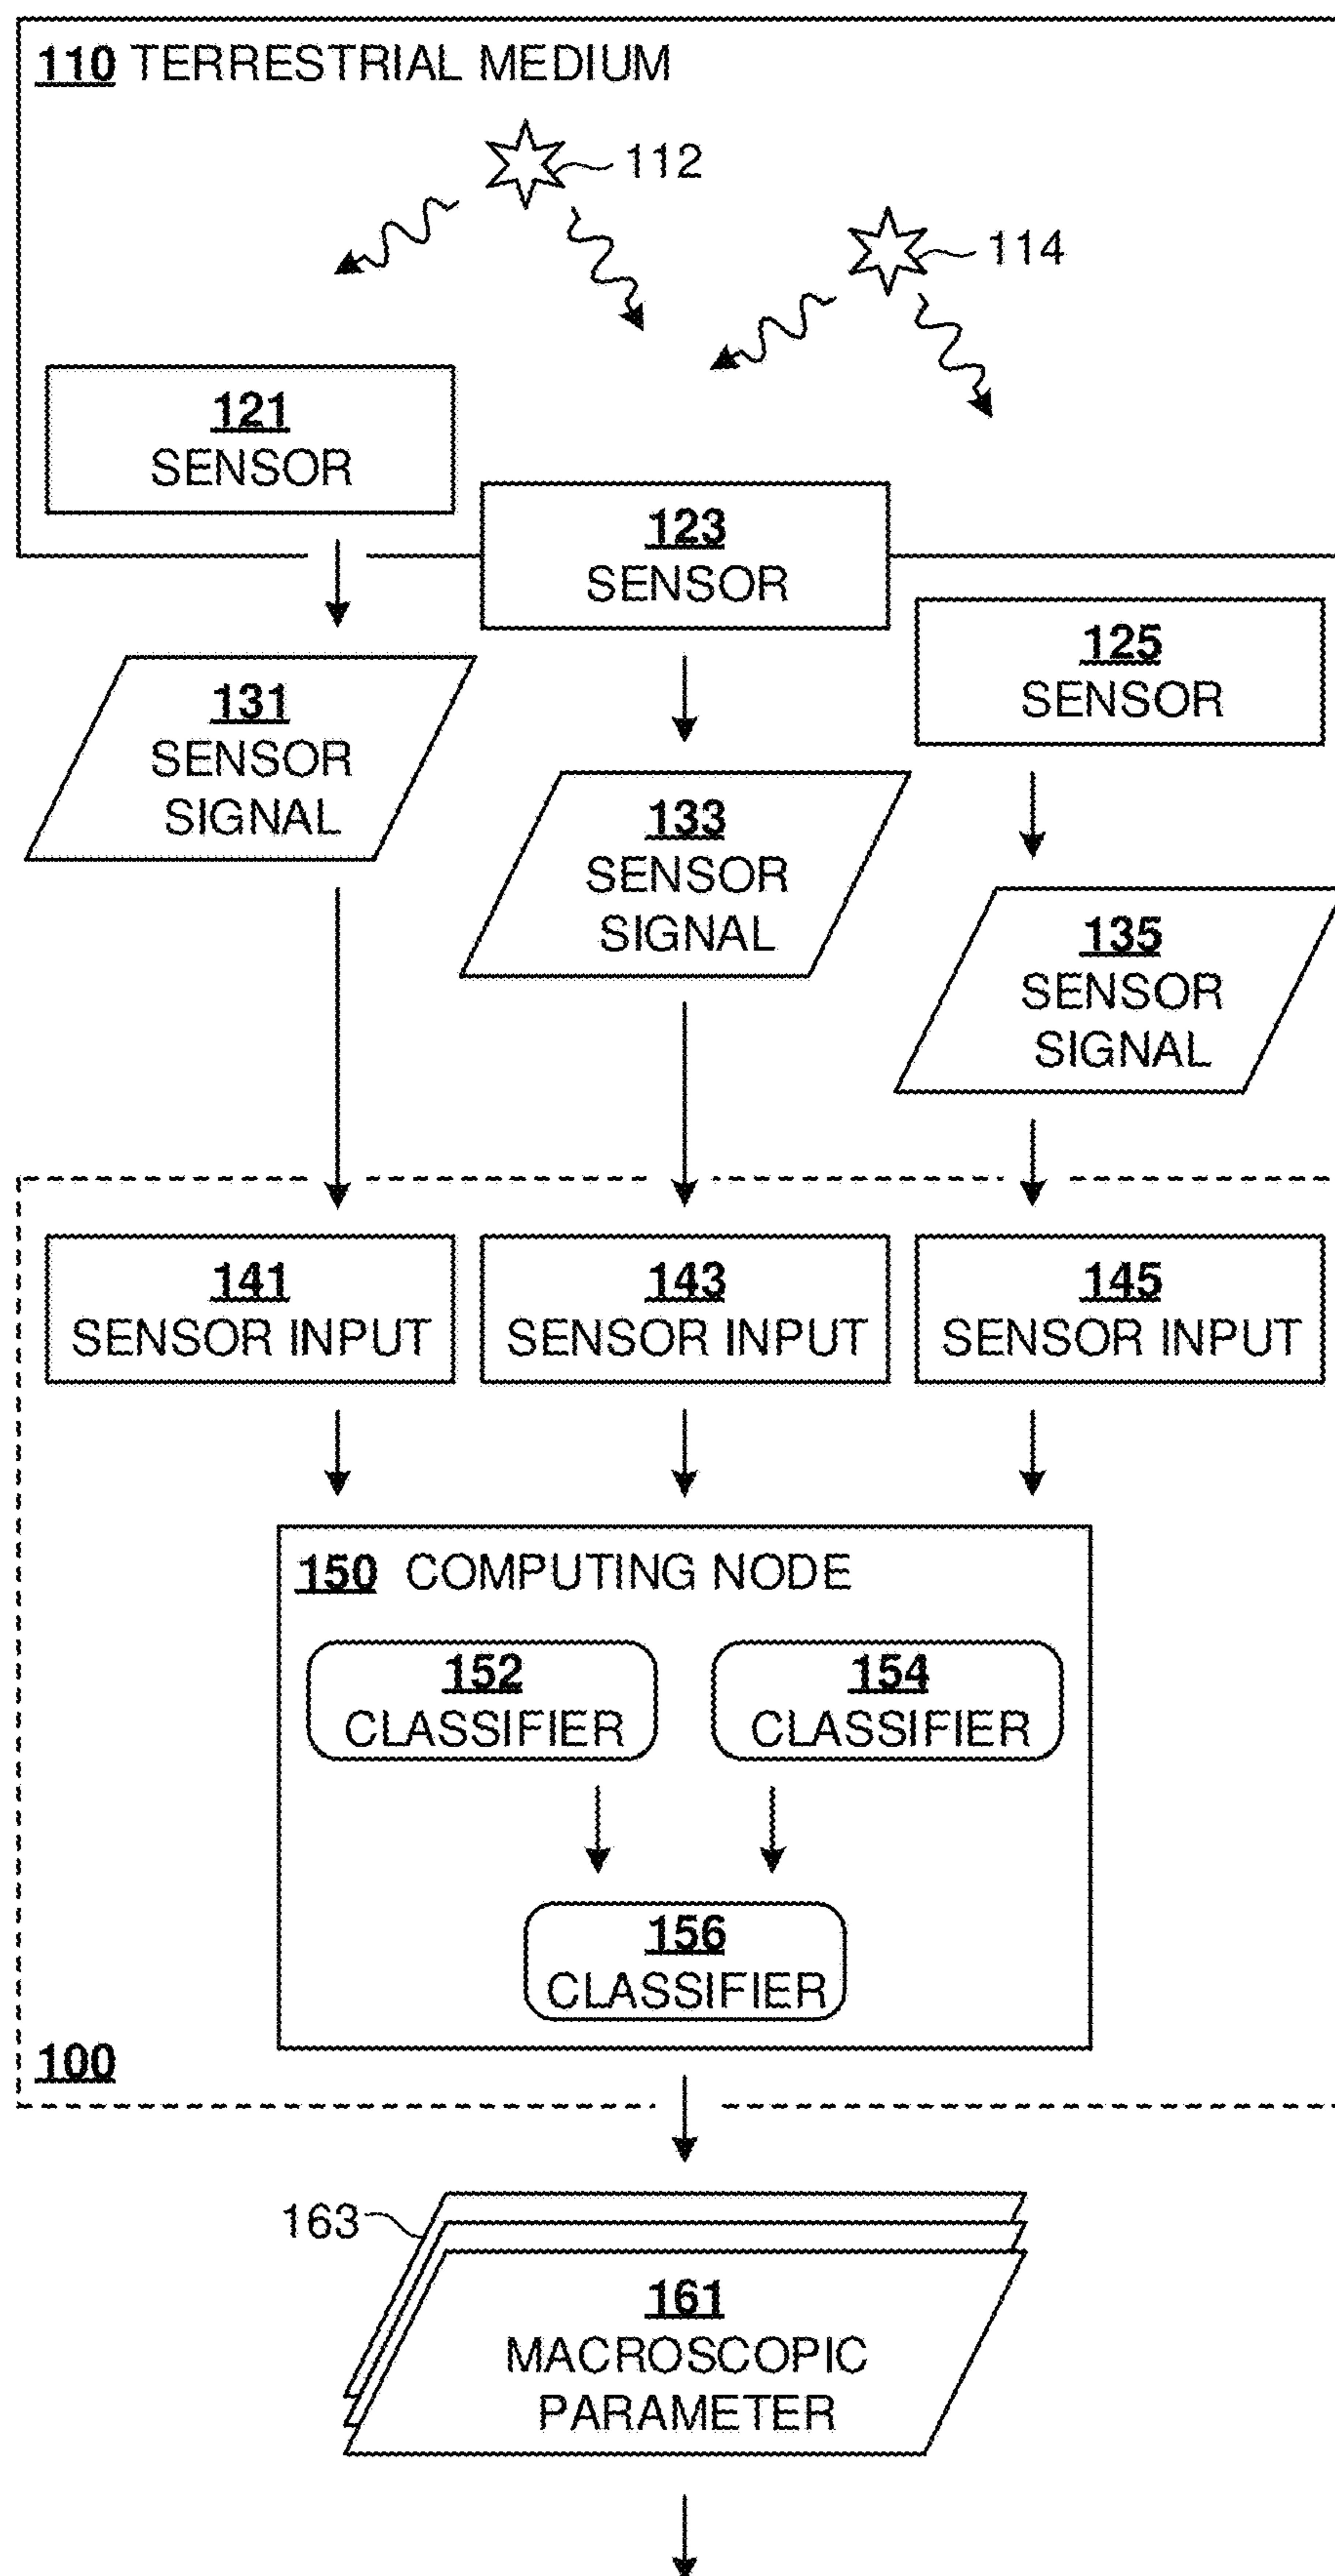 110 TERRESTRIAL MEDIUM
112
114
121
SENSOR
123
SENSOR
125
SENSOR
131
SENSOR
SIGNAL
133
SENSOR
SIGNAL
135
SENSOR
SIGNAL
141
SENSOR INPUT
143
SENSOR INPUT
145
SENSOR INPUT
150 COMPUTING NODE
152
CLASSIFIER
154
CLASSIFIER
156
CLASSIFIER
100
163
161
MACROSCOPIC
PARAMETER